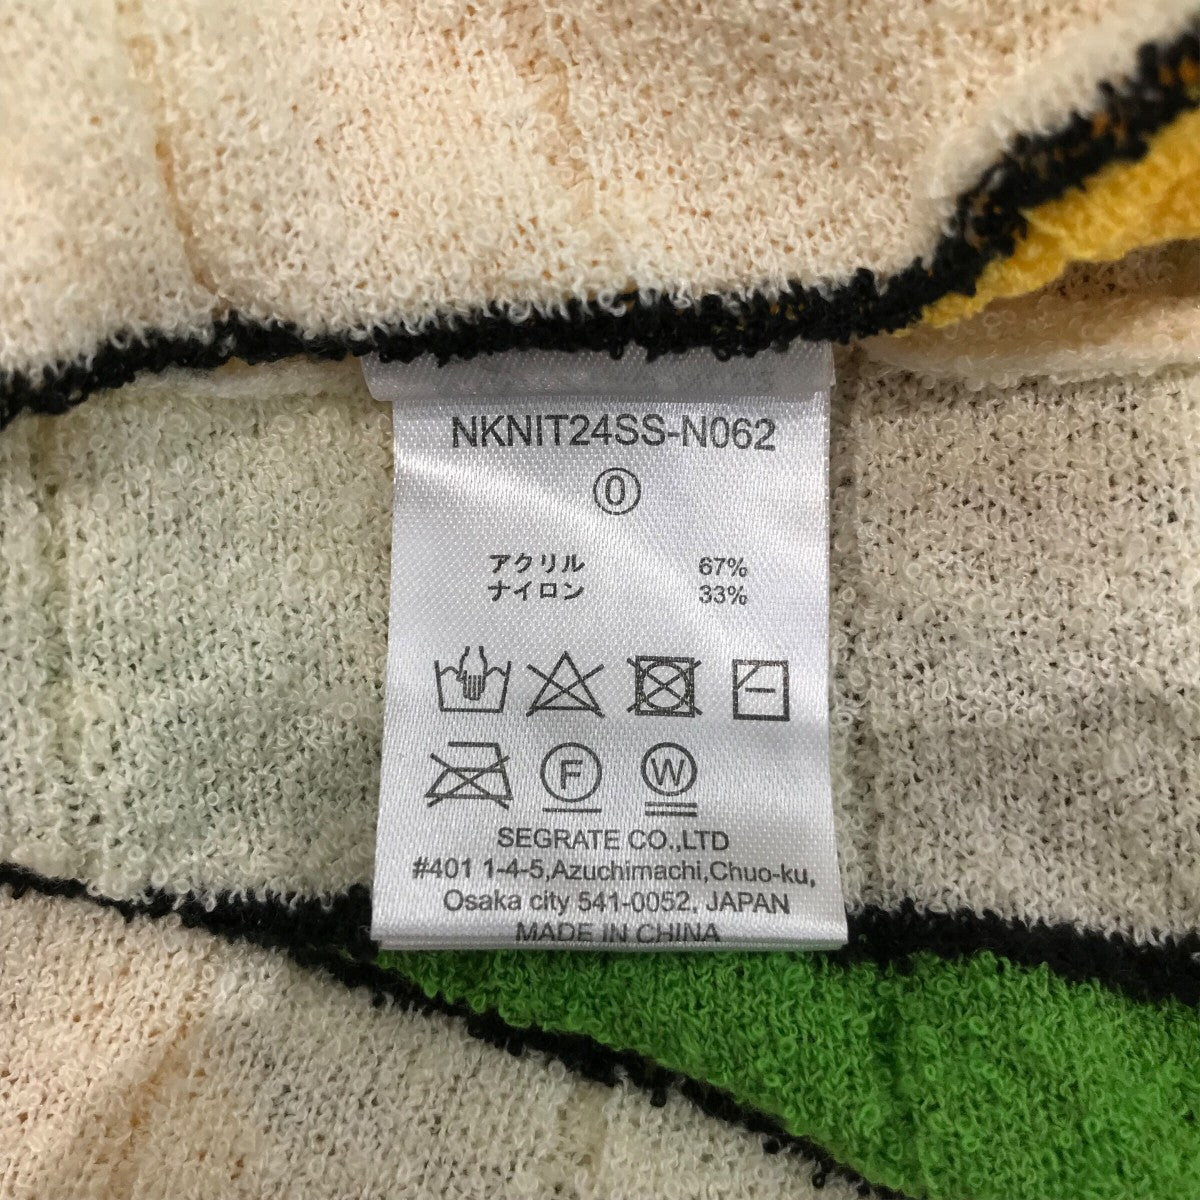 NKNIT24SS-N062
⓪
アクリル 67%
ナイロン 33%
F W
SEGRATE CO.,LTD
#401 1-4-5,Azuchimachi,Chuo-ku,
Osaka city 541-0052, JAPAN
MADE IN CHINA